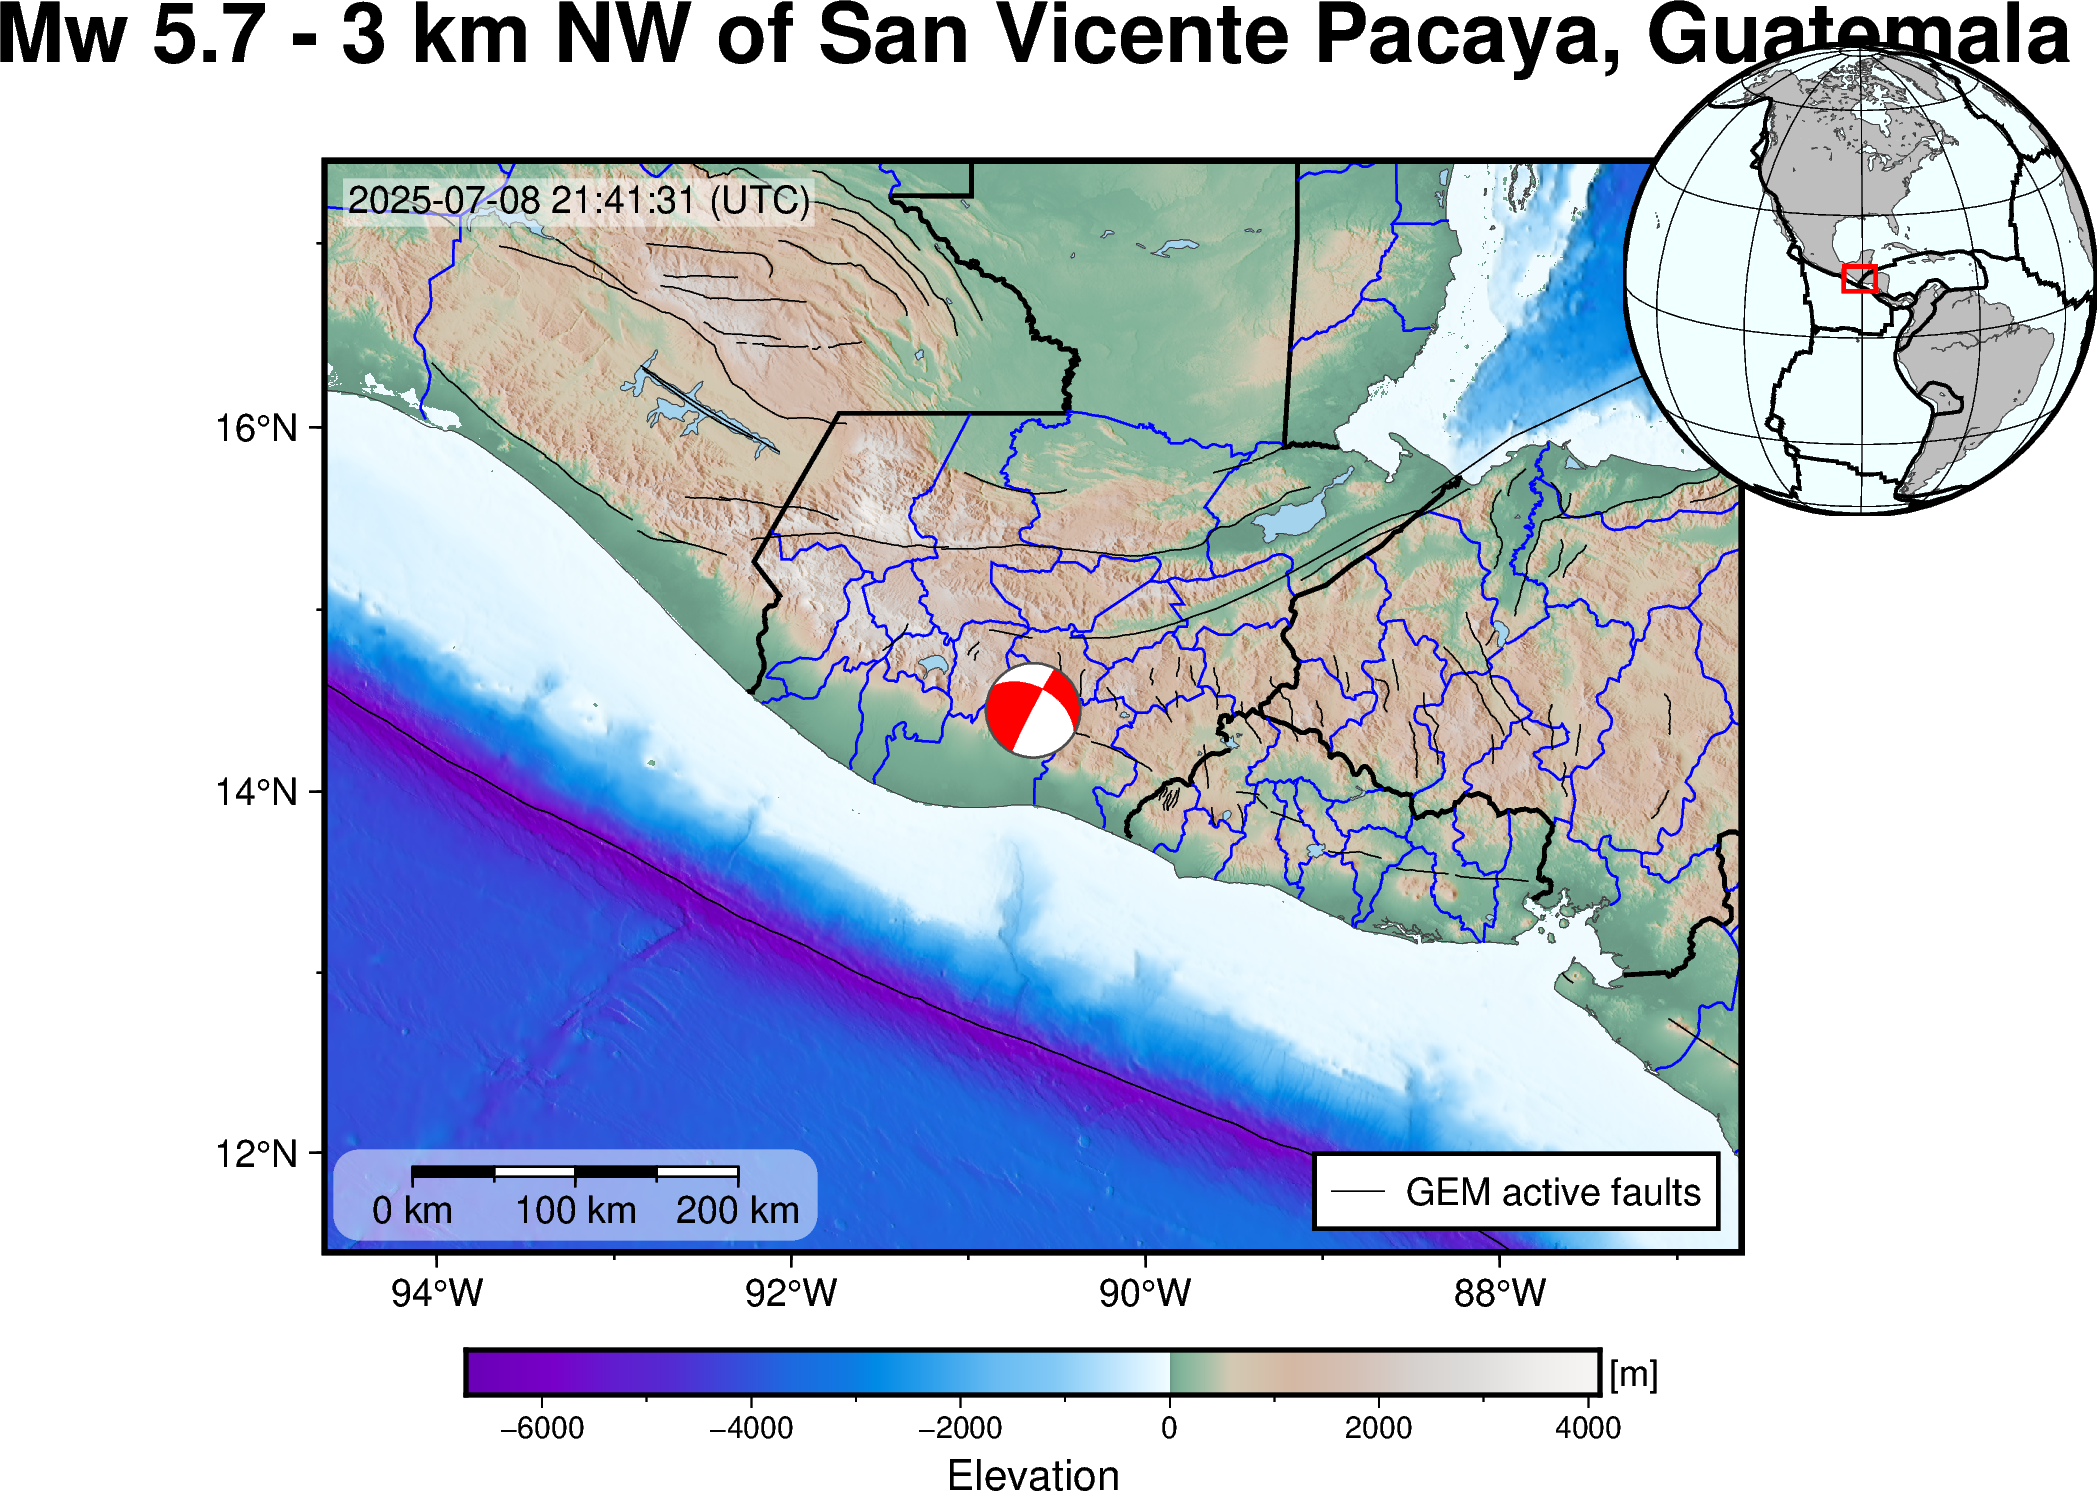 Mw 5.7 - 3 km NW of San Vicente Pacaya, Guatemala
2025-07-08 21:41:31 (UTC)
16°N
14°N
12°N
0 km 100 km 200 km
GEM active faults
94°W 92°W 90°W 88°W
[m]
−6000 −4000 −2000 0 2000 4000
Elevation